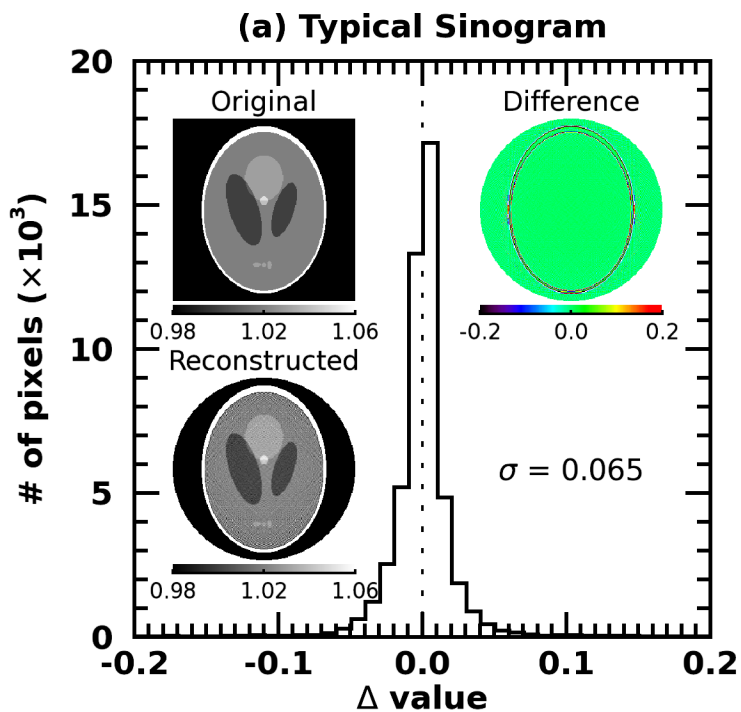 (a) Typical Sinogram
20
15
10
5
0
# of pixels (×10³)
Original
0.98 1.02 1.06
Difference
-0.2 0.0 0.2
Reconstructed
0.98 1.02 1.06
σ = 0.065
-0.2 -0.1 0.0 0.1 0.2
Δ value